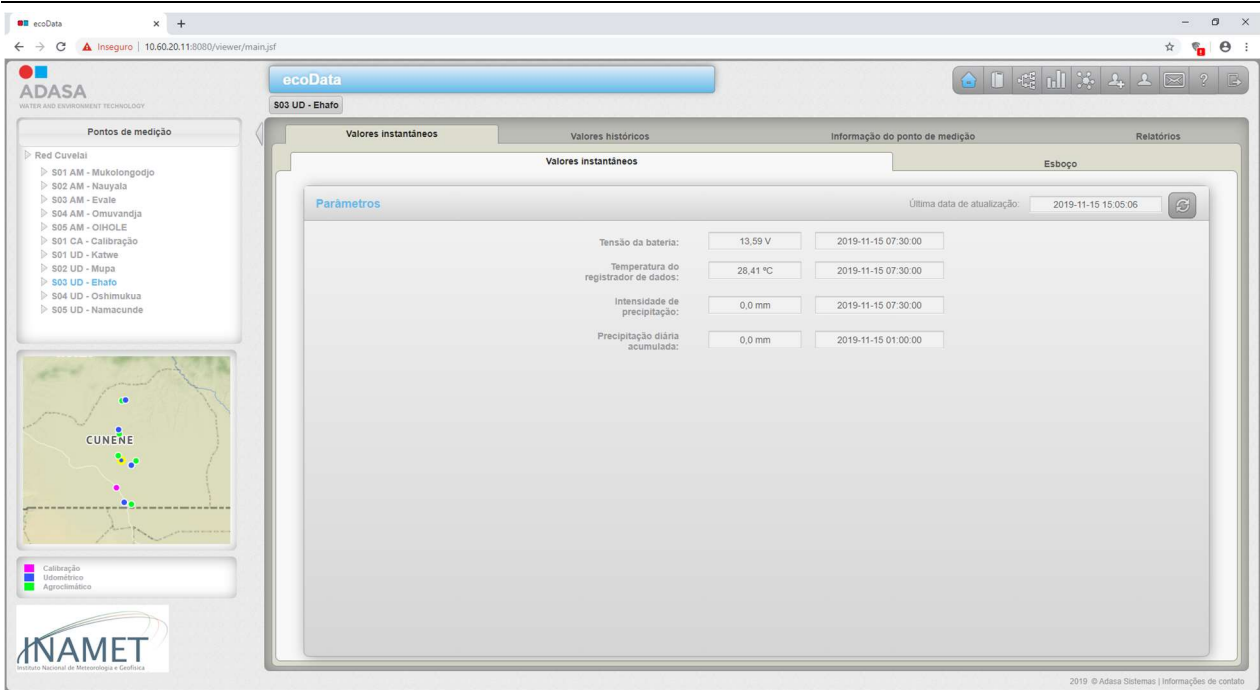 ecoData
Inseguro | 10.60.20.11:8080/viewer/main.jsf
ADASA
WATER AND ENVIRONMENT TECHNOLOGY
ecoData
S03 UD - Ehafo
Pontos de medição
Red Cuvelai
S01 AM - Mukolongodjo
S02 AM - Nauyala
S03 AM - Evale
S04 AM - Omuvandja
S05 AM - OIHOLE
S01 CA - Calibração
S01 UD - Katwe
S02 UD - Mupa
S03 UD - Ehafo
S04 UD - Oshimukua
S05 UD - Namacunde
CUNENE
Calibração
Udométrico
Agroclimático
INAMET
Instituto Nacional de Meteorologia e Geofísica
Valores instantâneos
Valores históricos
Informação do ponto de medição
Relatórios
Valores instantâneos
Esboço
Parâmetros
Última data de atualização: 2019-11-15 15:05:06
Tensão da bateria: 13,59 V 2019-11-15 07:30:00
Temperatura do
registrador de dados: 28,41 ºC 2019-11-15 07:30:00
Intensidade de
precipitação: 0,0 mm 2019-11-15 07:30:00
Precipitação diária
acumulada: 0,0 mm 2019-11-15 01:00:00
2019 © Adasa Sistemas | Informações de contato